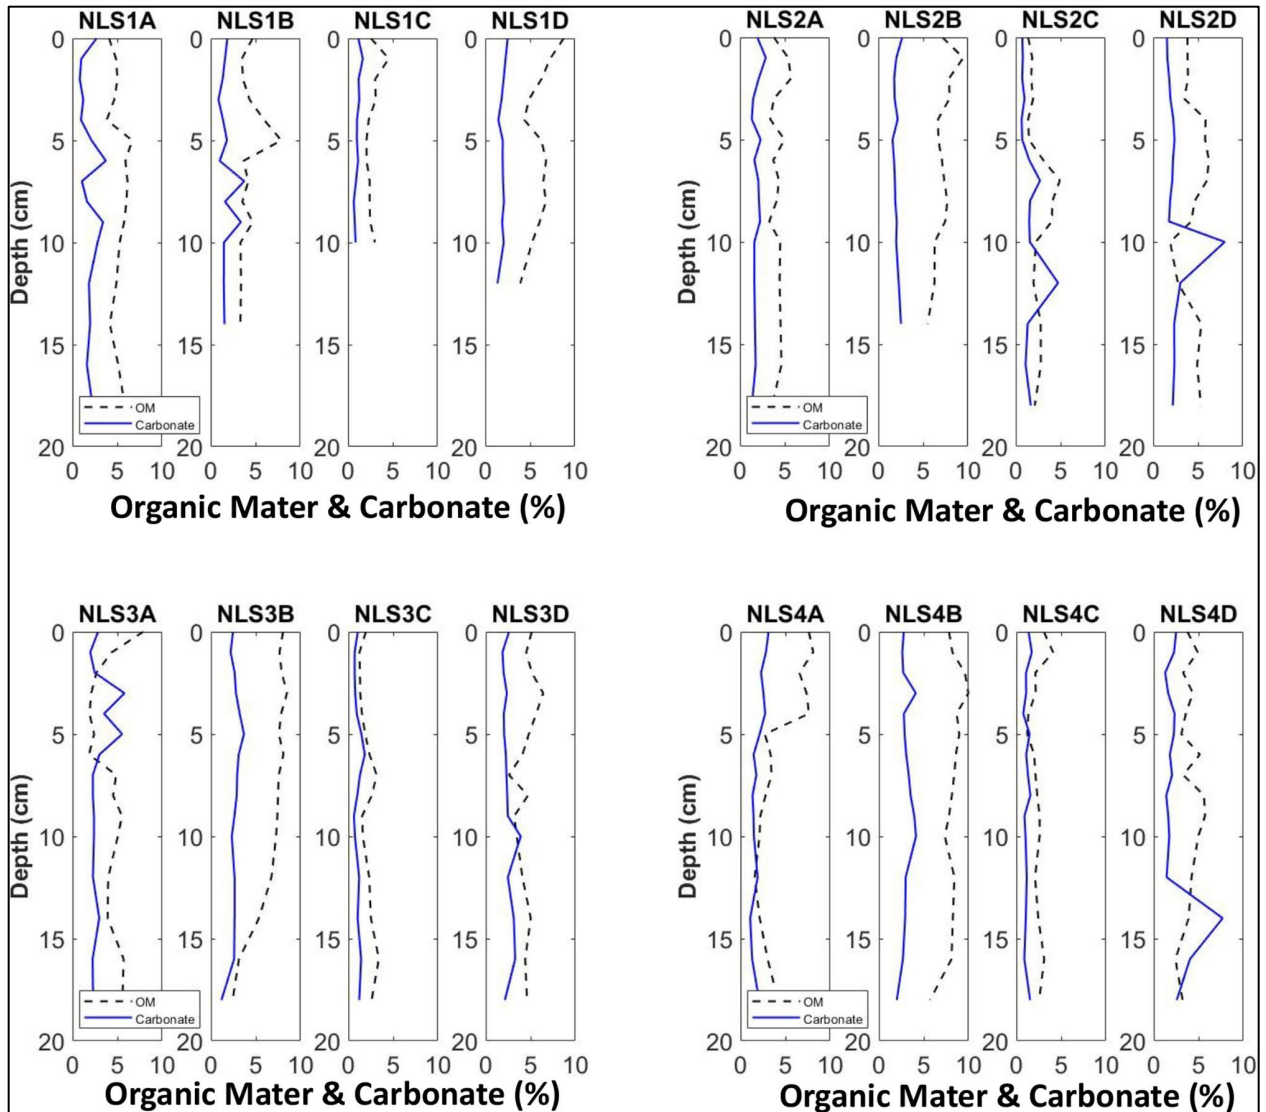 NLS1A NLS1B NLS1C NLS1D
0 0 0 0
5 5 5 5
10 10 10 10
15 15 15 15
20 20 20 20
Depth (cm)
OM
Carbonate
0 5 10 0 5 10 0 5 10 0 5 10
Organic Mater & Carbonate (%)
NLS2A NLS2B NLS2C NLS2D
0 0 0 0
5 5 5 5
10 10 10 10
15 15 15 15
20 20 20 20
Depth (cm)
OM
Carbonate
0 5 10 0 5 10 0 5 10 0 5 10
Organic Mater & Carbonate (%)
NLS3A NLS3B NLS3C NLS3D
0 0 0 0
5 5 5 5
10 10 10 10
15 15 15 15
20 20 20 20
Depth (cm)
OM
Carbonate
0 5 10 0 5 10 0 5 10 0 5 10
Organic Mater & Carbonate (%)
NLS4A NLS4B NLS4C NLS4D
0 0 0 0
5 5 5 5
10 10 10 10
15 15 15 15
20 20 20 20
Depth (cm)
OM
Carbonate
0 5 10 0 5 10 0 5 10 0 5 10
Organic Mater & Carbonate (%)